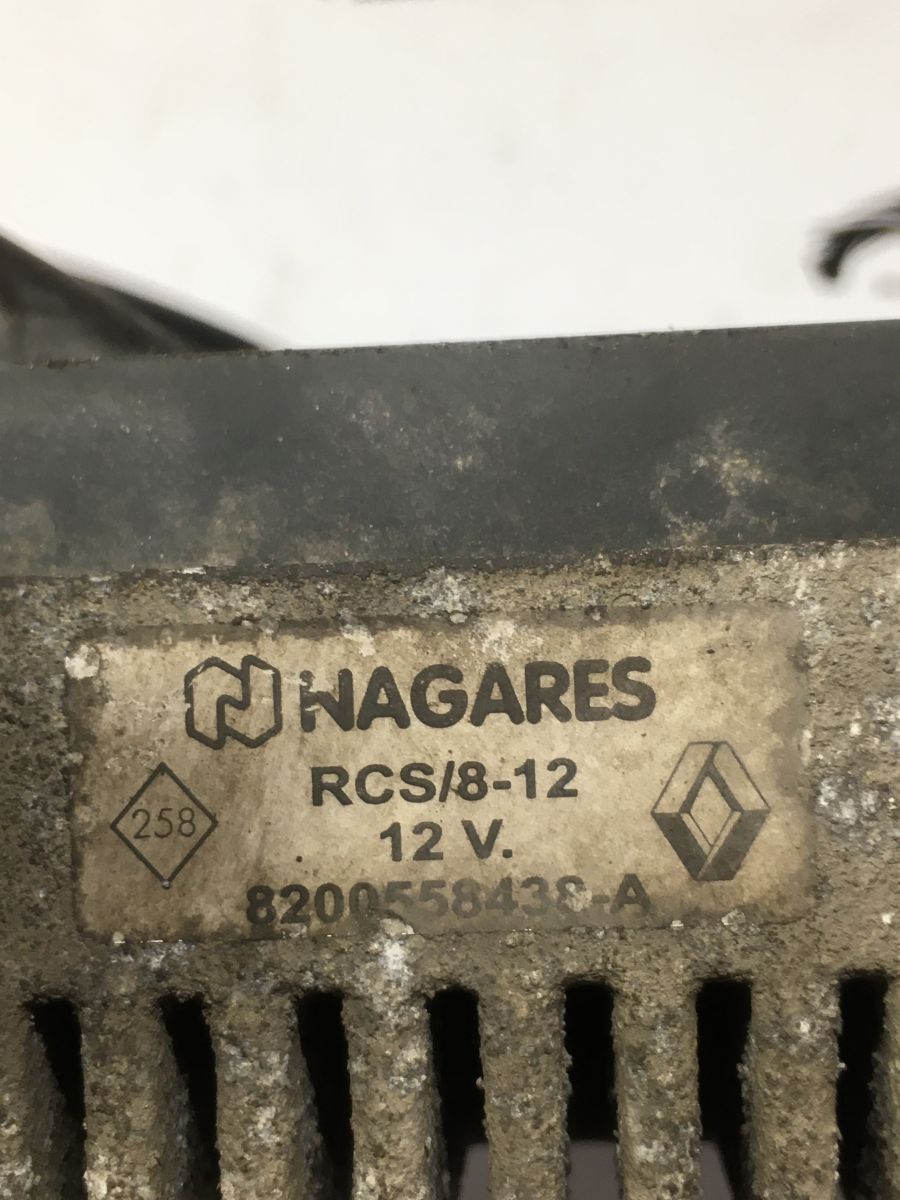 NAGARES
RCS/8-12
258
12 V.
8200558438-A